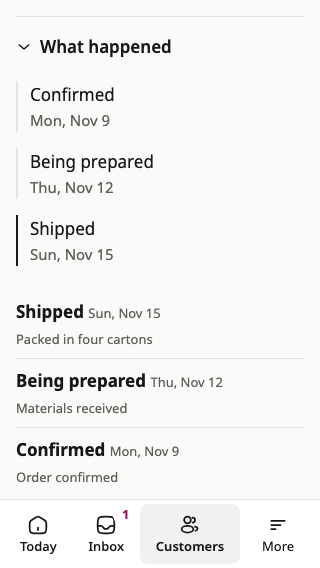 What happened
Confirmed
Mon, Nov 9
Being prepared
Thu, Nov 12
Shipped
Sun, Nov 15
Shipped Sun, Nov 15
Packed in four cartons
Being prepared Thu, Nov 12
Materials received
Confirmed Mon, Nov 9
Order confirmed
1
Today Inbox Customers More